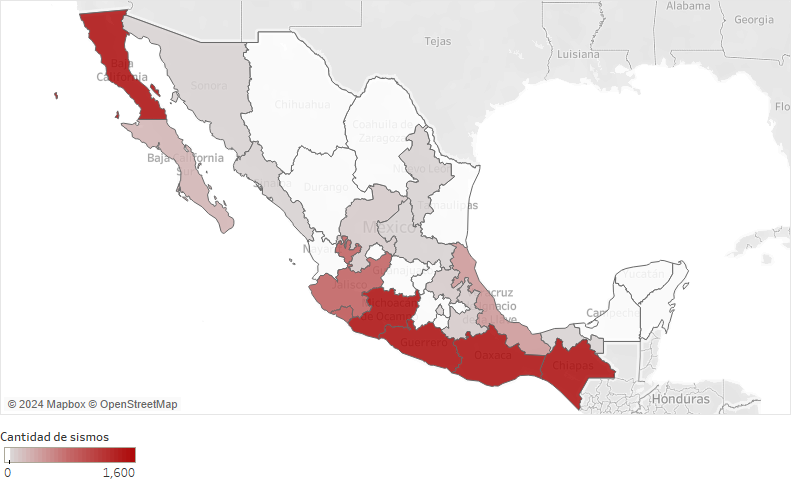 Alabama
Georgia
Tejas
Luisiana
Baja
California
Sonora
Chihuahua
Flo
Coahuila de
Zaragoza
Baja California
Sur
Nuevo León
Durango
Tamaulipas
México
Jalisco
Michoacán
de Ocampo
Guerrero
Oaxaca
Chiapas
Yucatán
Campeche
Honduras
© 2024 Mapbox © OpenStreetMap
Cantidad de sismos
0
1,600